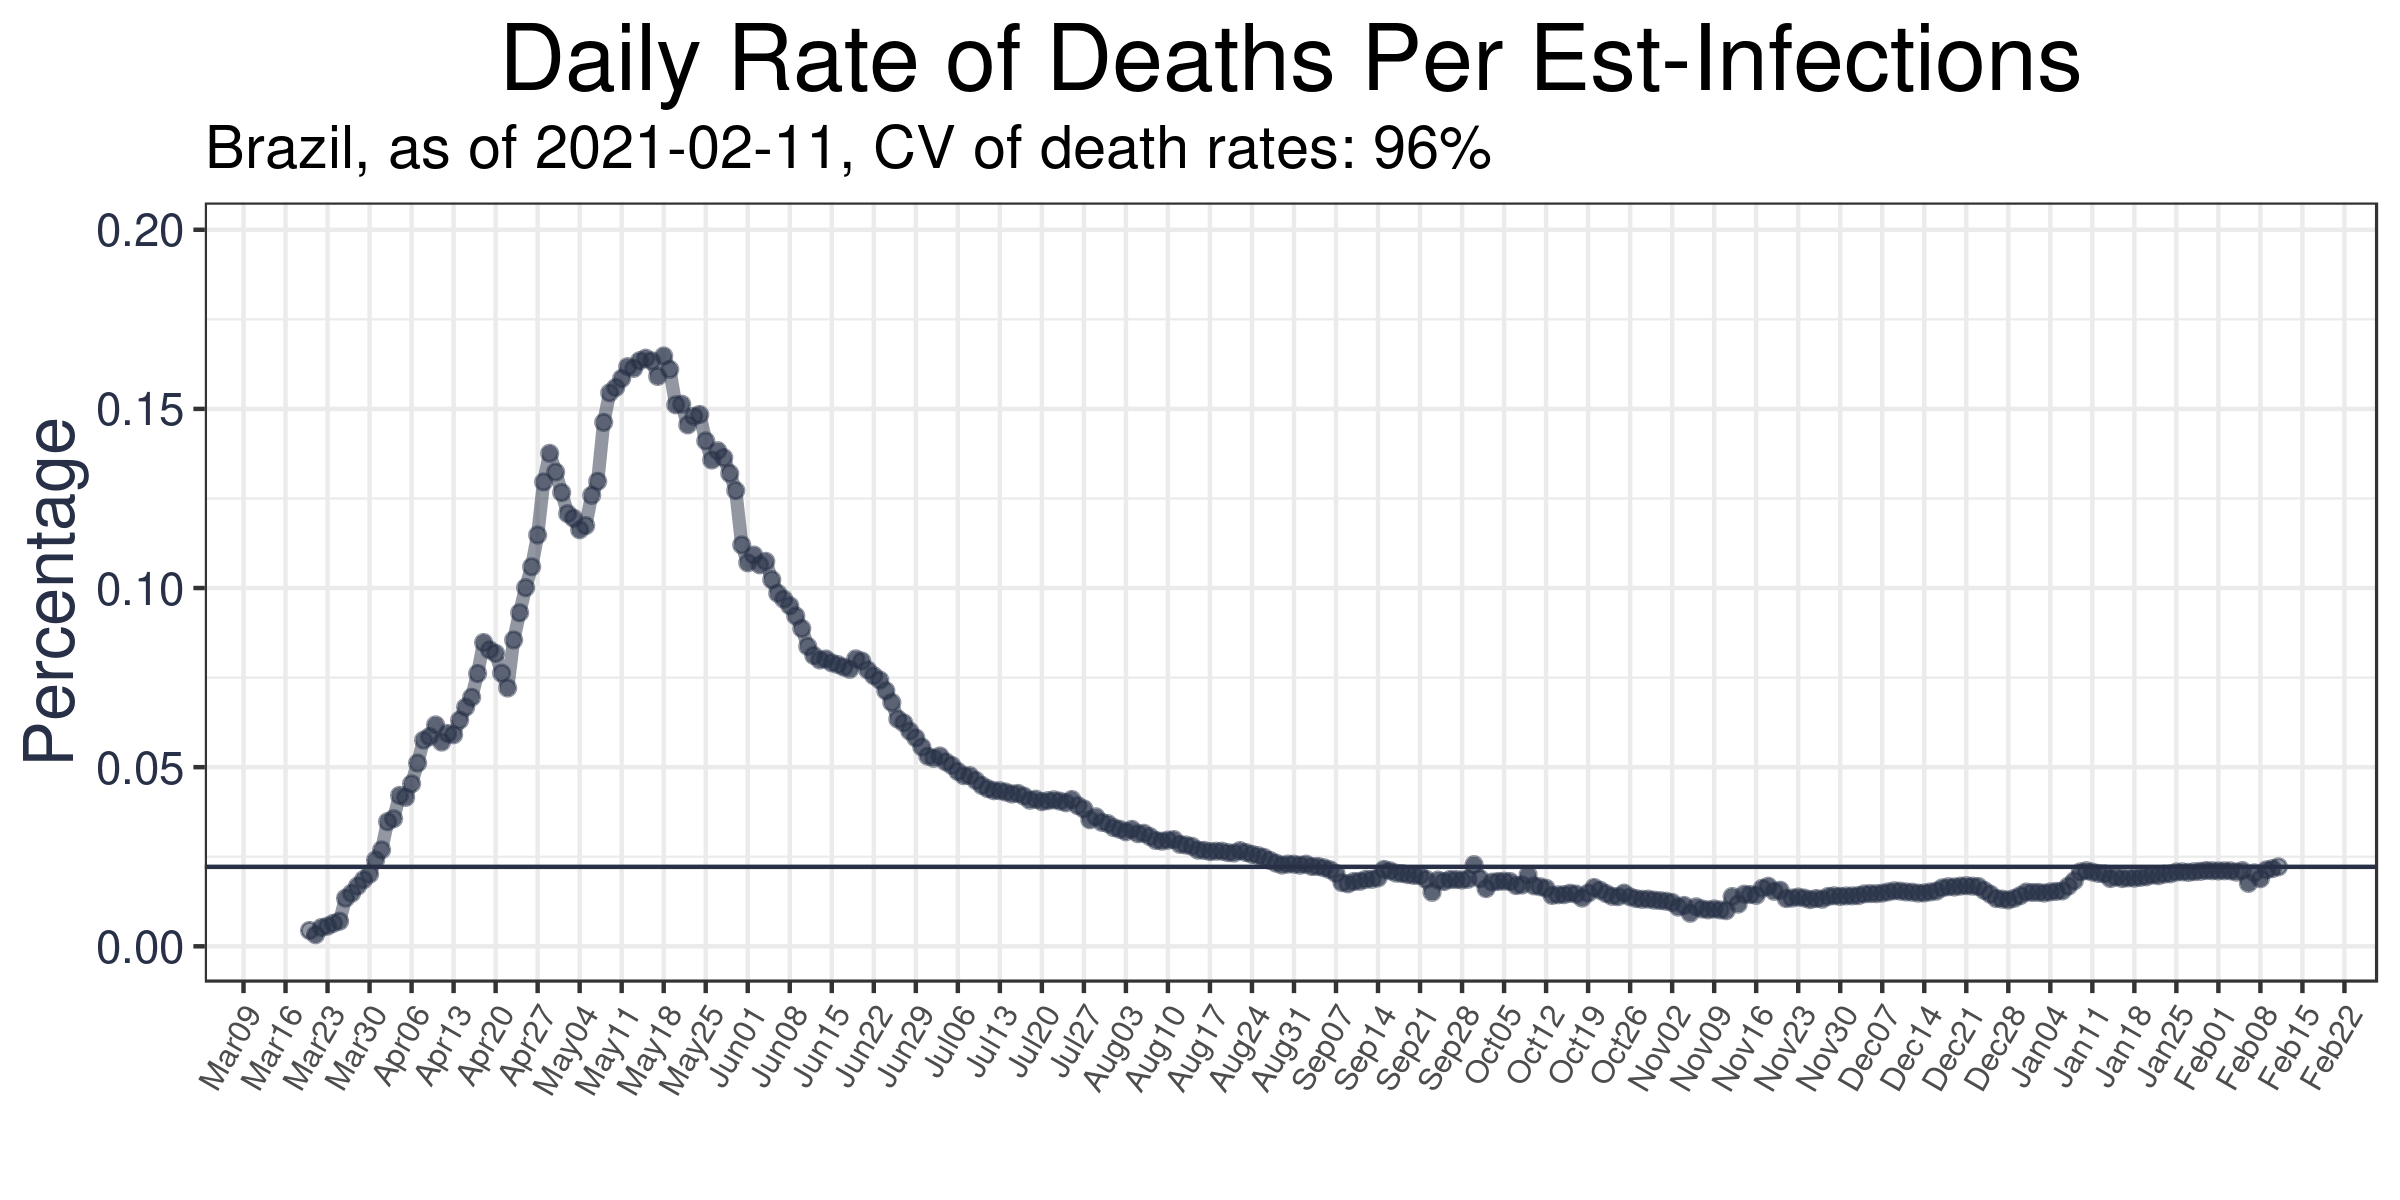 Daily Rate of Deaths Per Est-Infections
Brazil, as of 2021-02-11, CV of death rates: 96%
Percentage
0.20
0.15
0.10
0.05
0.00
Mar09
Mar16
Mar23
Mar30
Apr06
Apr13
Apr20
Apr27
May04
May11
May18
May25
Jun01
Jun08
Jun15
Jun22
Jun29
Jul06
Jul13
Jul20
Jul27
Aug03
Aug10
Aug17
Aug24
Aug31
Sep07
Sep14
Sep21
Sep28
Oct05
Oct12
Oct19
Oct26
Nov02
Nov09
Nov16
Nov23
Nov30
Dec07
Dec14
Dec21
Dec28
Jan04
Jan11
Jan18
Jan25
Feb01
Feb08
Feb15
Feb22